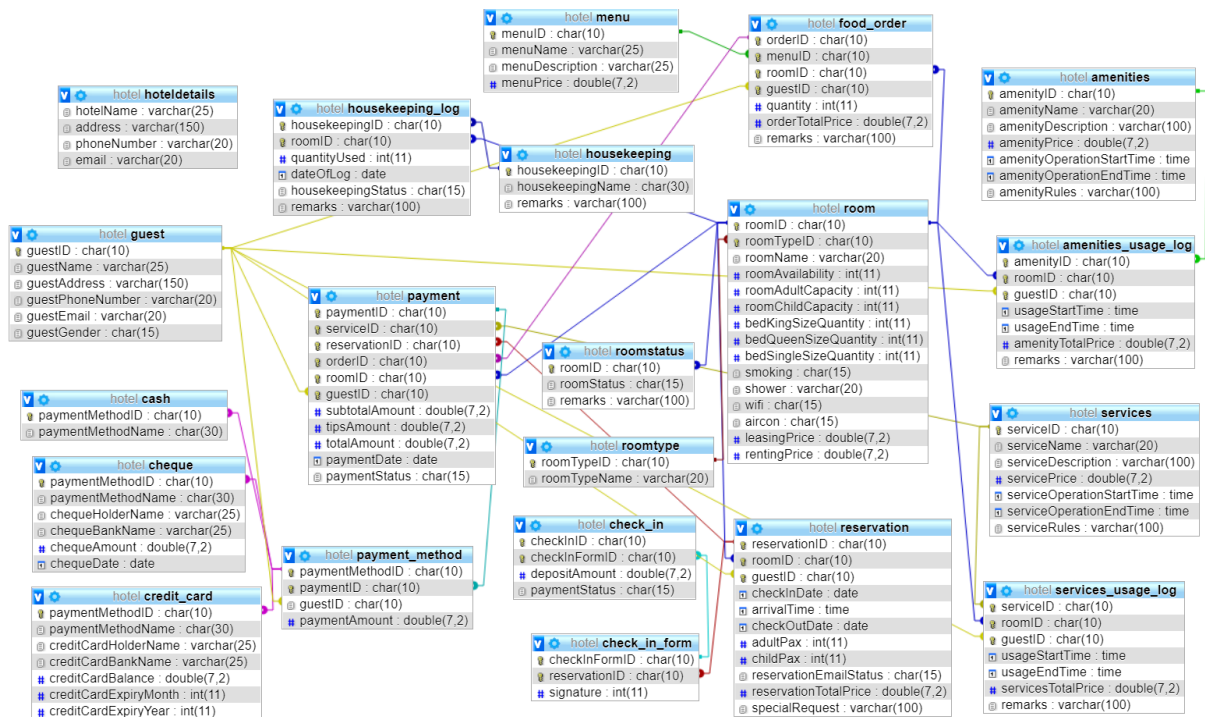 hotel menu
menuID : char(10)
menuName : varchar(25)
menuDescription : varchar(25)
menuPrice : double(7,2)
hotel food_order
orderID : char(10)
menuID : char(10)
roomID : char(10)
guestID : char(10)
quantity : int(11)
orderTotalPrice : double(7,2)
remarks : varchar(100)
hotel amenities
amenityID : char(10)
amenityName : varchar(20)
amenityDescription : varchar(100)
amenityPrice : double(7,2)
amenityOperationStartTime : time
amenityOperationEndTime : time
amenityRules : varchar(100)
hotel hoteldetails
hotelName : varchar(25)
address : varchar(150)
phoneNumber : varchar(20)
email : varchar(20)
hotel housekeeping_log
housekeepingID : char(10)
roomID : char(10)
quantityUsed : int(11)
dateOfLog : date
housekeepingStatus : char(15)
remarks : varchar(100)
hotel housekeeping
housekeepingID : char(10)
housekeepingName : char(30)
remarks : varchar(100)
hotel room
roomID : char(10)
roomTypeID : char(10)
roomName : varchar(20)
roomAvailability : int(11)
roomAdultCapacity : int(11)
roomChildCapacity : int(11)
bedKingSizeQuantity : int(11)
bedQueenSizeQuantity : int(11)
bedSingleSizeQuantity : int(11)
smoking : char(15)
shower : varchar(20)
wifi : char(15)
aircon : char(15)
leasingPrice : double(7,2)
rentingPrice : double(7,2)
hotel guest
guestID : char(10)
guestName : varchar(25)
guestAddress : varchar(150)
guestPhoneNumber : varchar(20)
guestEmail : varchar(20)
guestGender : char(15)
hotel amenities_usage_log
amenityID : char(10)
roomID : char(10)
guestID : char(10)
usageStartTime : time
usageEndTime : time
amenityTotalPrice : double(7,2)
remarks : varchar(100)
hotel payment
paymentID : char(10)
serviceID : char(10)
reservationID : char(10)
orderID : char(10)
roomID : char(10)
guestID : char(10)
subtotalAmount : double(7,2)
tipsAmount : double(7,2)
totalAmount : double(7,2)
paymentDate : date
paymentStatus : char(15)
hotel roomstatus
roomID : char(10)
roomStatus : char(15)
remarks : varchar(100)
hotel cash
paymentMethodID : char(10)
paymentMethodName : char(30)
hotel services
serviceID : char(10)
serviceName : varchar(20)
serviceDescription : varchar(100)
servicePrice : double(7,2)
serviceOperationStartTime : time
serviceOperationEndTime : time
serviceRules : varchar(100)
hotel roomtype
roomTypeID : char(10)
roomTypeName : varchar(20)
hotel cheque
paymentMethodID : char(10)
paymentMethodName : char(30)
chequeHolderName : varchar(25)
chequeBankName : varchar(25)
chequeAmount : double(7,2)
chequeDate : date
hotel check_in
checkInID : char(10)
checkInFormID : char(10)
depositAmount : double(7,2)
paymentStatus : char(15)
hotel reservation
reservationID : char(10)
roomID : char(10)
guestID : char(10)
checkInDate : date
arrivalTime : time
checkOutDate : date
adultPax : int(11)
childPax : int(11)
reservationEmailStatus : char(15)
reservationTotalPrice : double(7,2)
specialRequest : varchar(100)
hotel payment_method
paymentMethodID : char(10)
paymentID : char(10)
guestID : char(10)
paymentAmount : double(7,2)
hotel services_usage_log
serviceID : char(10)
roomID : char(10)
guestID : char(10)
usageStartTime : time
usageEndTime : time
servicesTotalPrice : double(7,2)
remarks : varchar(100)
hotel credit_card
paymentMethodID : char(10)
paymentMethodName : char(30)
creditCardHolderName : varchar(25)
creditCardBankName : varchar(25)
creditCardBalance : double(7,2)
creditCardExpiryMonth : int(11)
creditCardExpiryYear : int(11)
hotel check_in_form
checkInFormID : char(10)
reservationID : char(10)
signature : int(11)